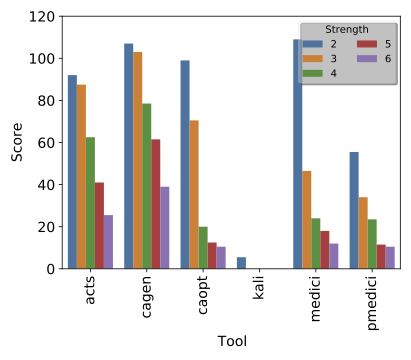 120
100
80
60
40
20
0
Score
Strength
2
3
4
5
6
acts
cagen
caopt
kali
medici
pmedici
Tool